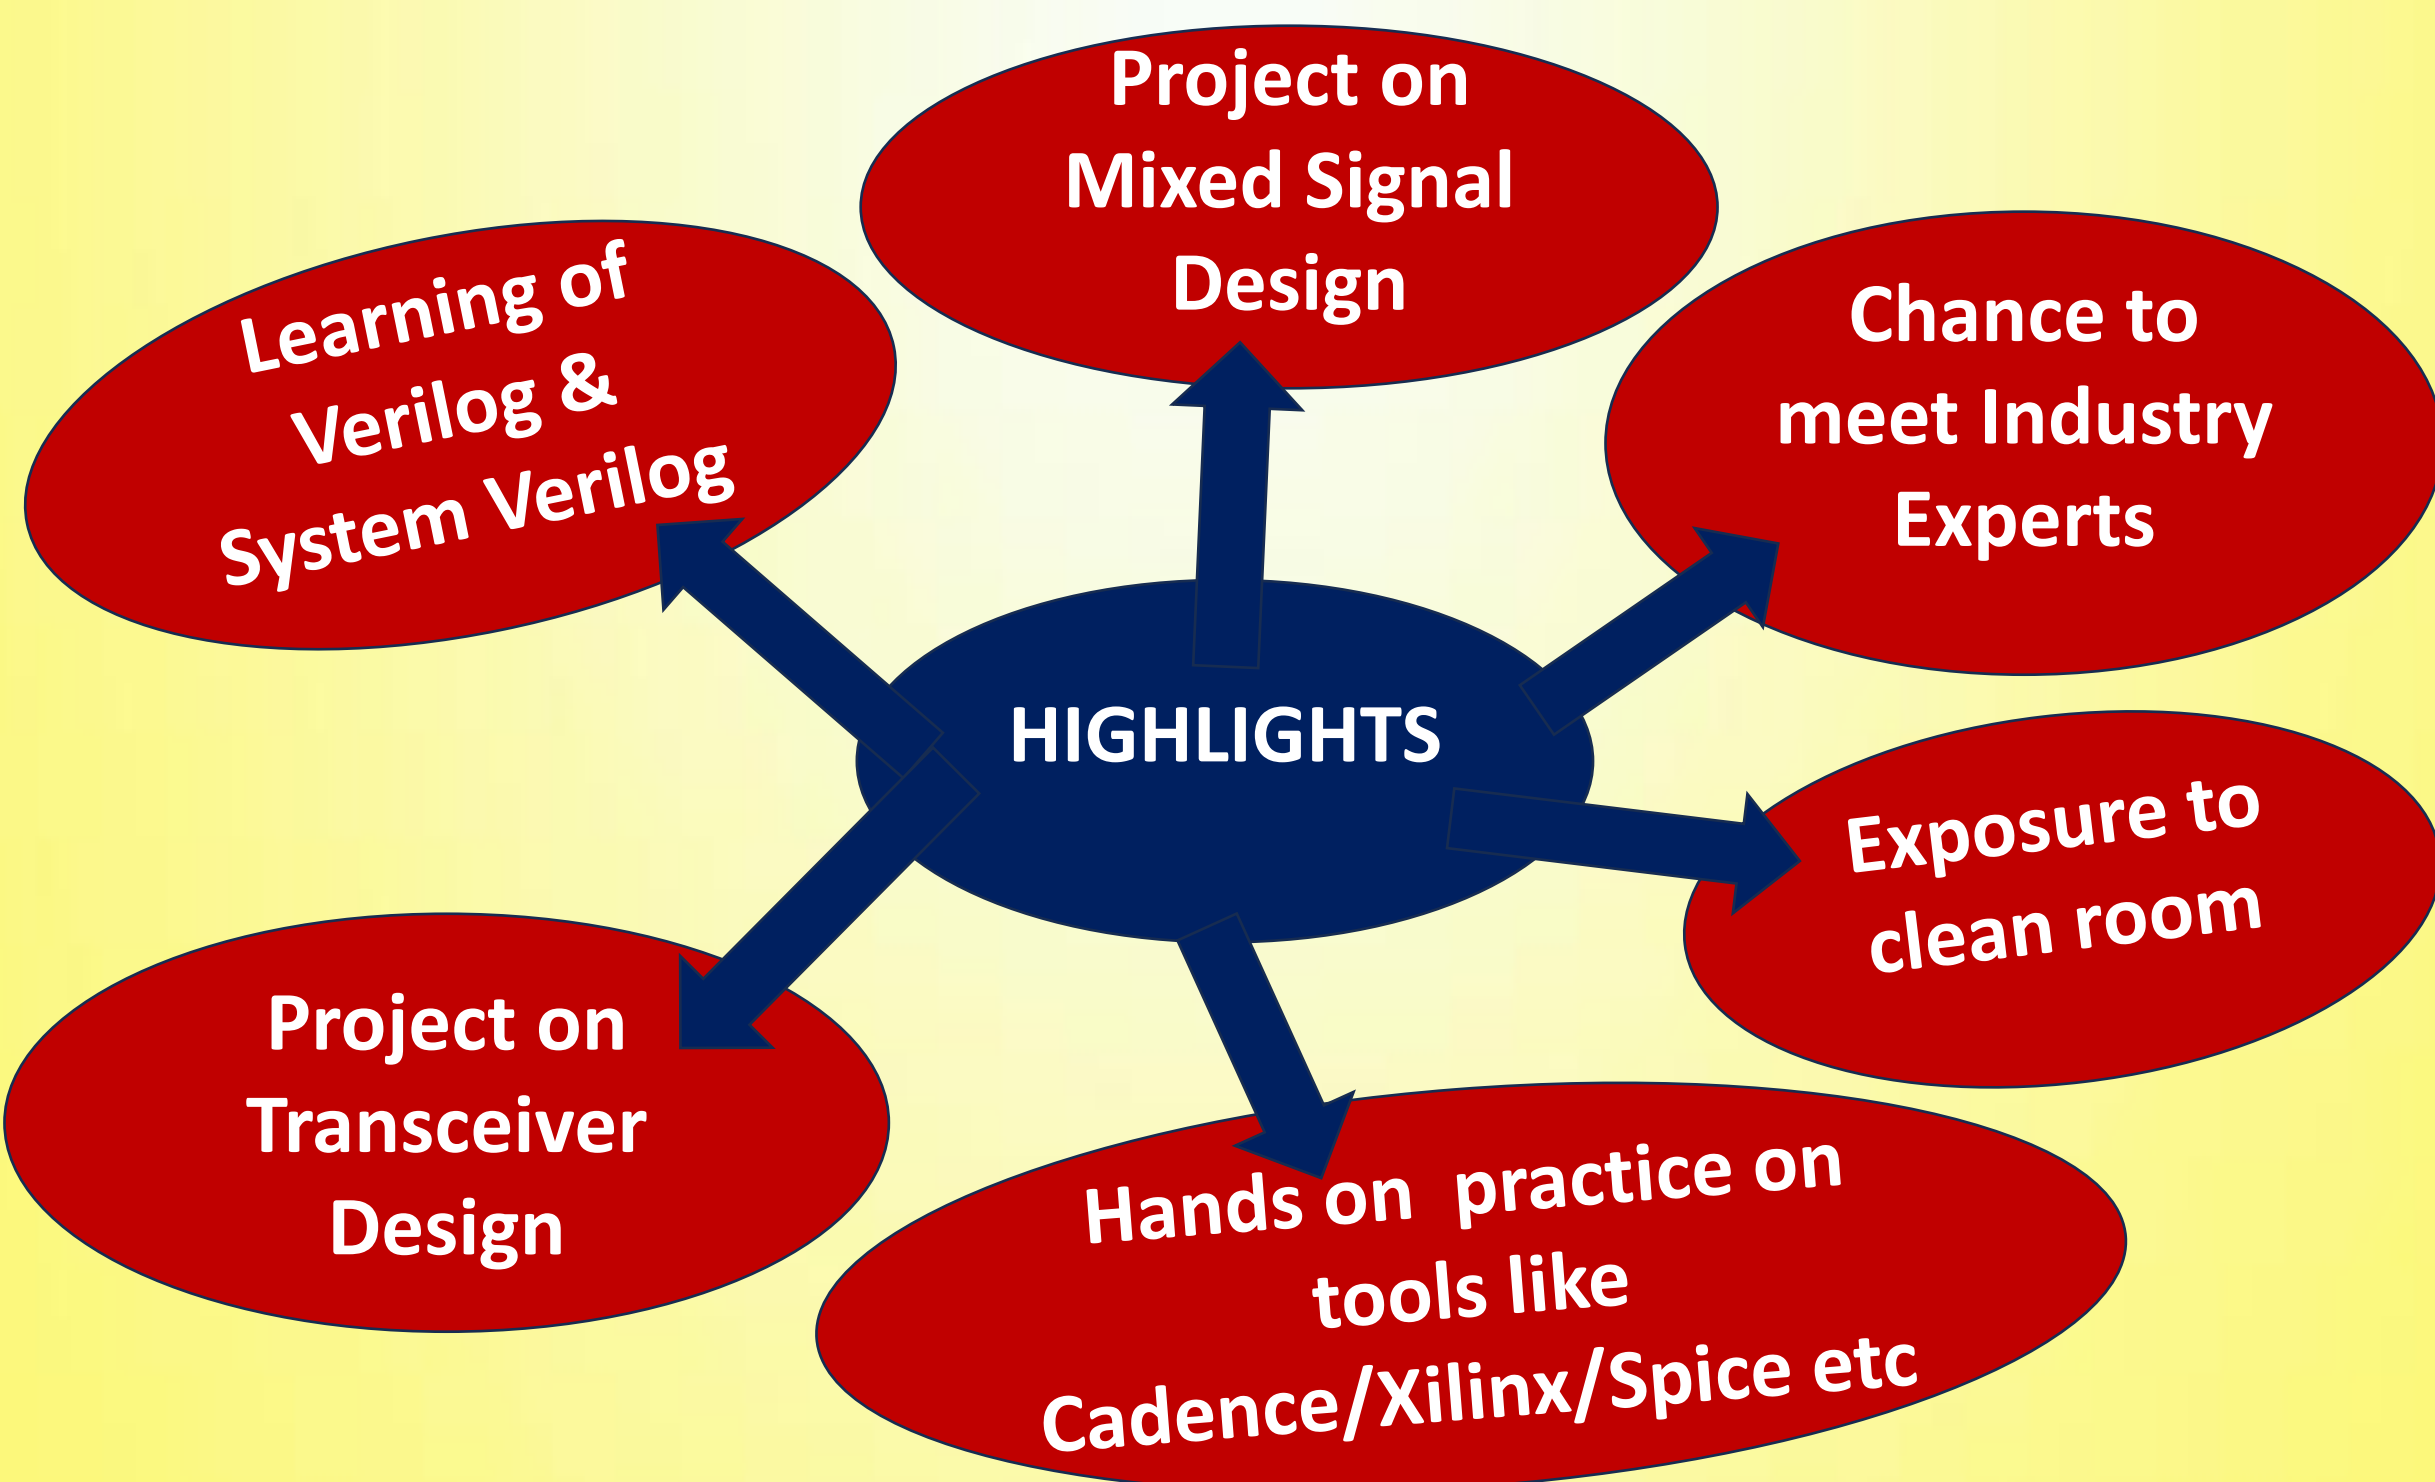 Project on
Mixed Signal
Design
Learning of
Verilog &
System Verilog
Chance to
meet Industry
Experts
HIGHLIGHTS
Exposure to
clean room
Project on
Transceiver
Design
Hands on  practice on
tools like
Cadence/Xilinx/Spice etc